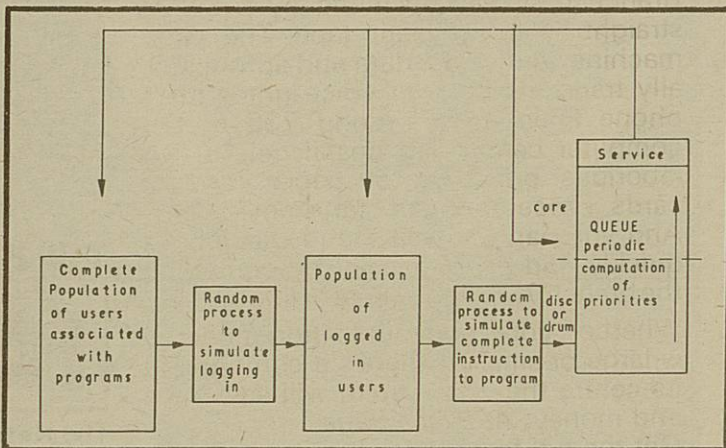 Complete
Population
of users
associated
with
programs
Random
process
to
simulate
logging
in
Population
of
logged
in
users
Random
process to
simulate
complete
instruction
to program
disc
or
drum
core
Service
QUEUE
periodic
computation
of
priorities